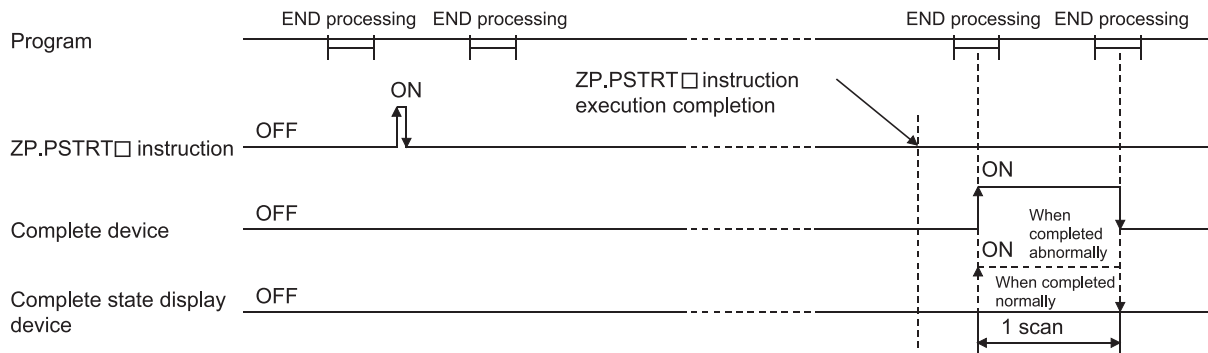 END processing END processing END processing END processing
Program
ZP.PSTRT□ instruction
execution completion
ON
OFF
ZP.PSTRT□ instruction
ON
OFF
Complete device
When
completed
abnormally
ON
OFF
When completed
normally
Complete state display
device
1 scan